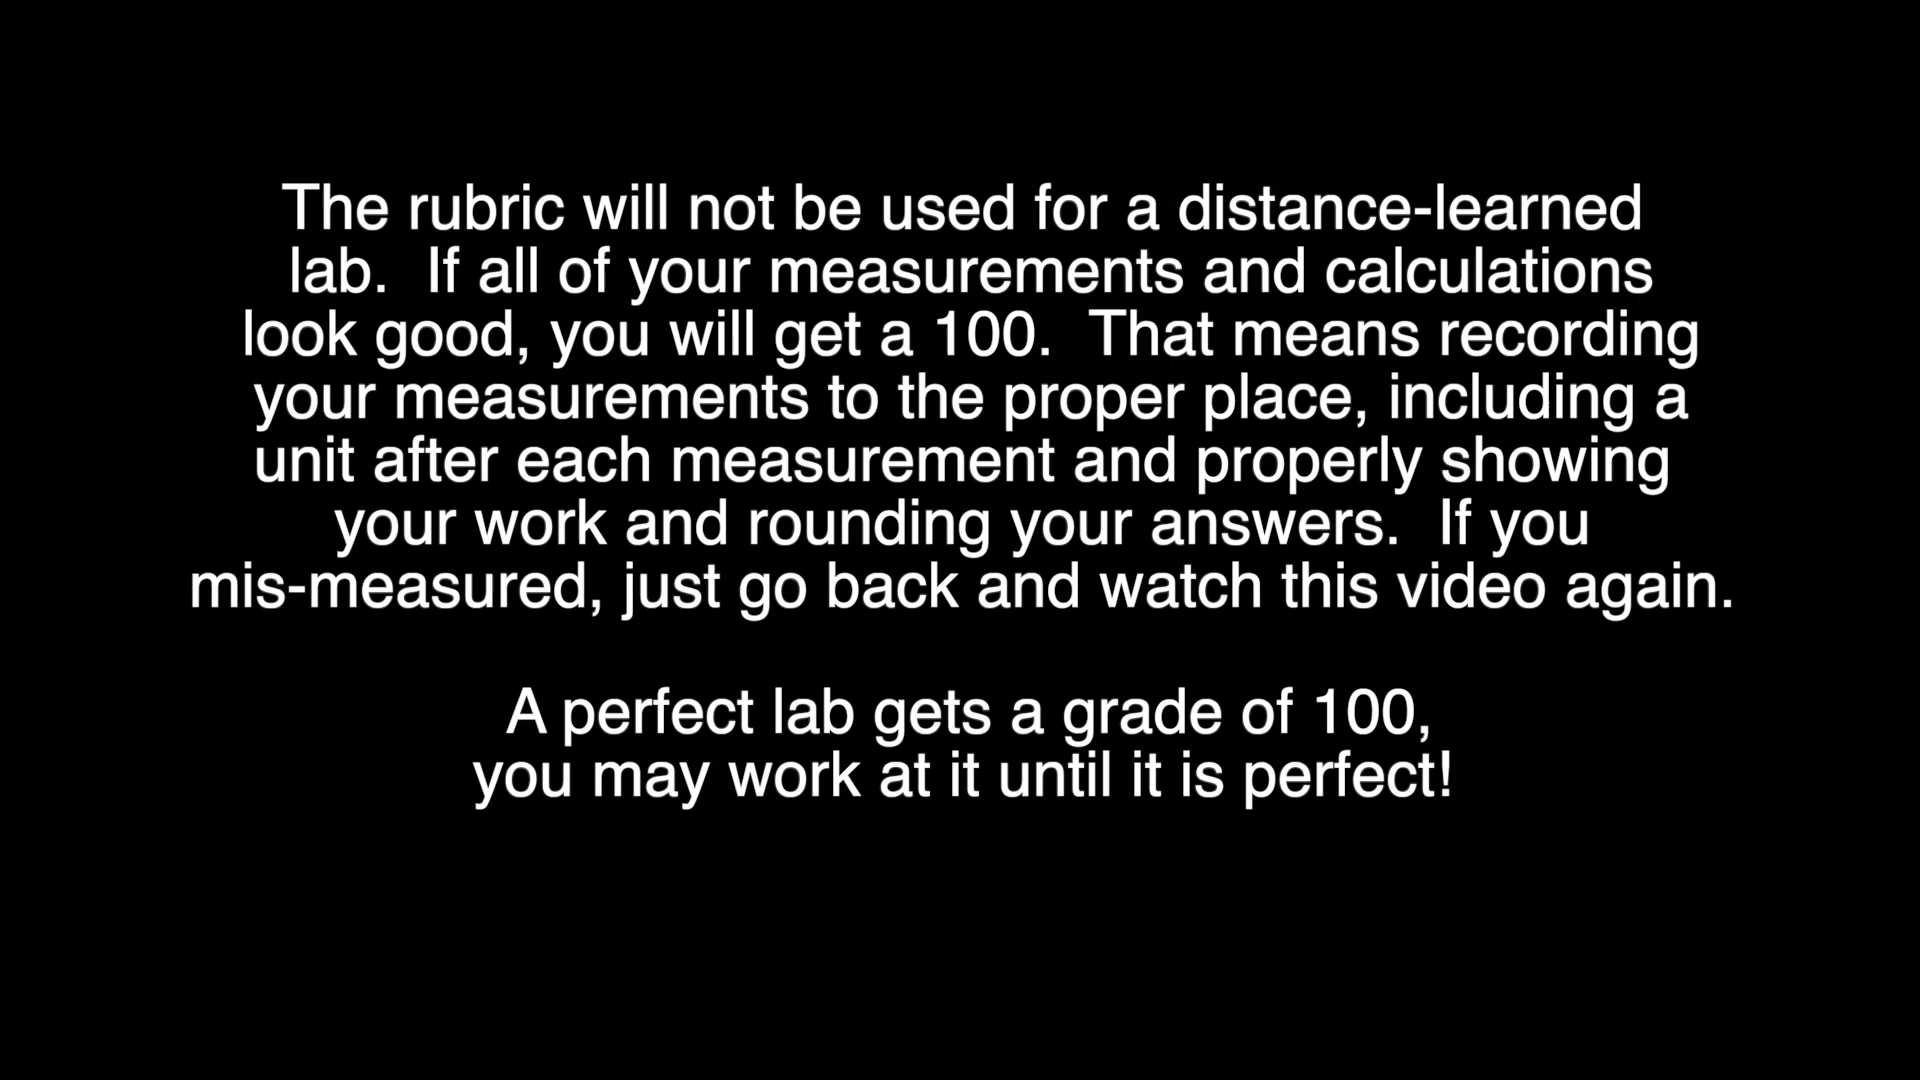 The rubric will not be used for a distance-learned
lab.  If all of your measurements and calculations
look good, you will get a 100.  That means recording
your measurements to the proper place, including a
unit after each measurement and properly showing
your work and rounding your answers.  If you
mis-measured, just go back and watch this video again.
A perfect lab gets a grade of 100,
you may work at it until it is perfect!